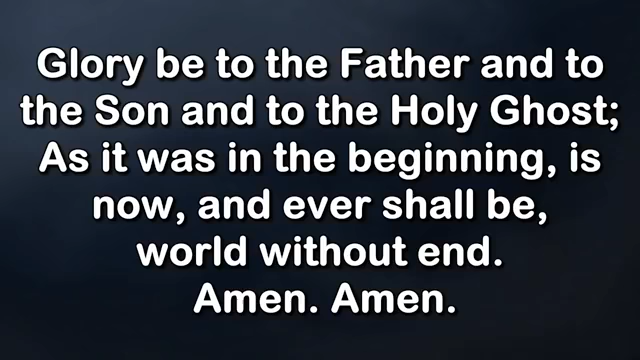 Glory be to the Father and to
the Son and to the Holy Ghost;
As it was in the beginning, is
now, and ever shall be,
world without end.
Amen. Amen.